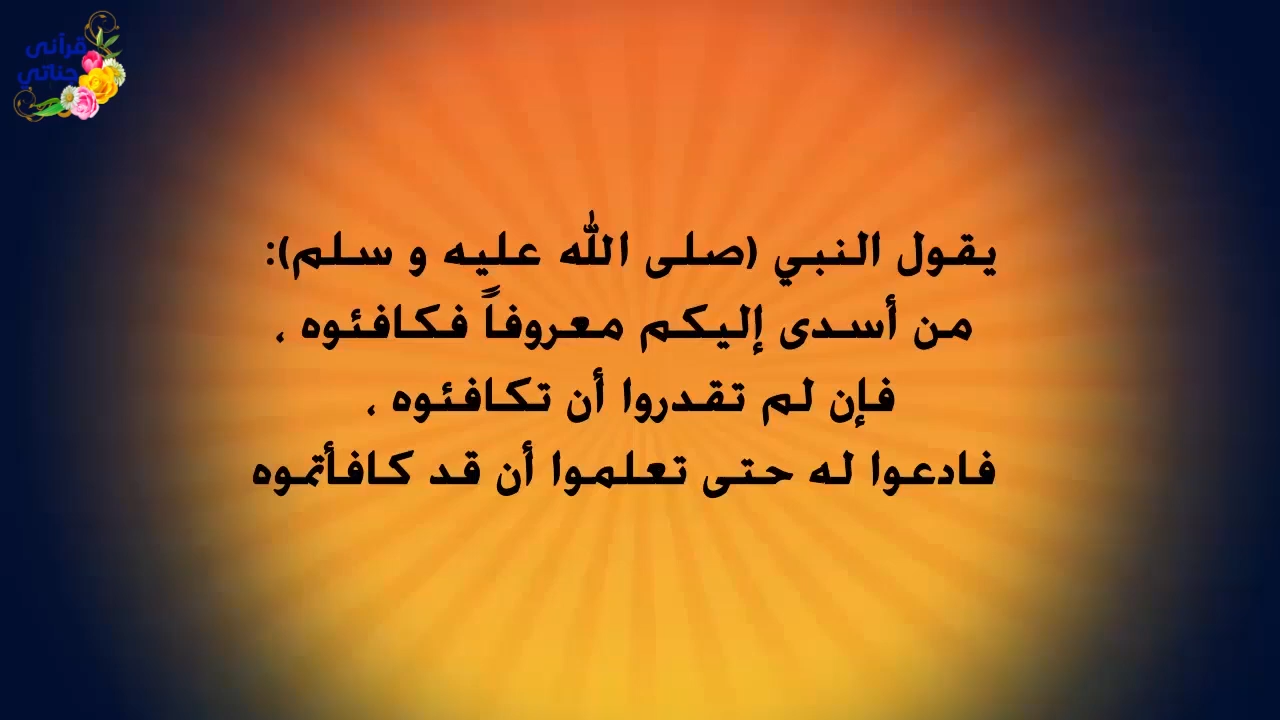 قرآني
جناتي
يقول النبي (صلى الله عليه و سلم):
من أسدى إليكم معروفاً فكافئوه ،
فإن لم تقدروا أن تكافئوه ،
فادعوا له حتى تعلموا أن قد كافأتموه